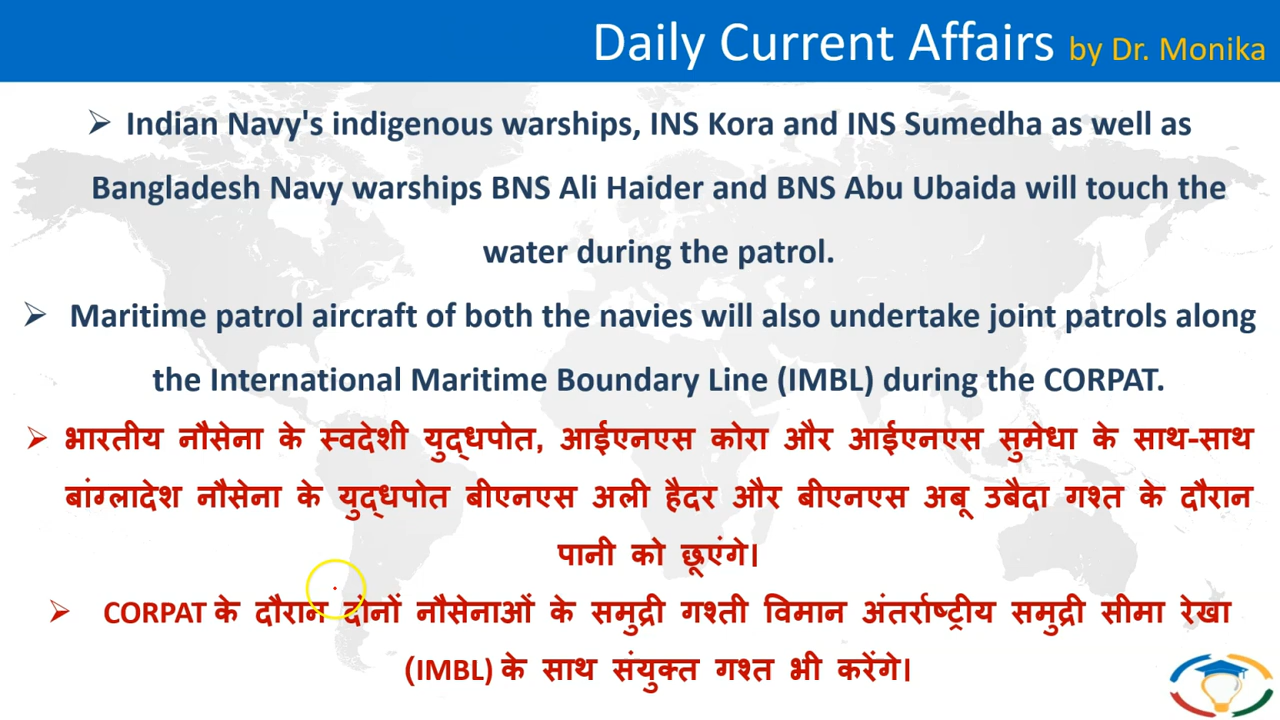 Daily Current Affairs by Dr. Monika
➢ Indian Navy's indigenous warships, INS Kora and INS Sumedha as well as
Bangladesh Navy warships BNS Ali Haider and BNS Abu Ubaida will touch the
water during the patrol.
➢ Maritime patrol aircraft of both the navies will also undertake joint patrols along
the International Maritime Boundary Line (IMBL) during the CORPAT.
➢ भारतीय नौसेना के स्वदेशी युद्धपोत, आईएनएस कोरा और आईएनएस सुमेधा के साथ-साथ
बांग्लादेश नौसेना के युद्धपोत बीएनएस अली हैदर और बीएनएस अबू उबैदा गश्त के दौरान
पानी को छूएंगे।
➢ CORPAT के दौरान दोनों नौसेनाओं के समुद्री गश्ती विमान अंतर्राष्ट्रीय समुद्री सीमा रेखा
(IMBL) के साथ संयुक्त गश्त भी करेंगे।